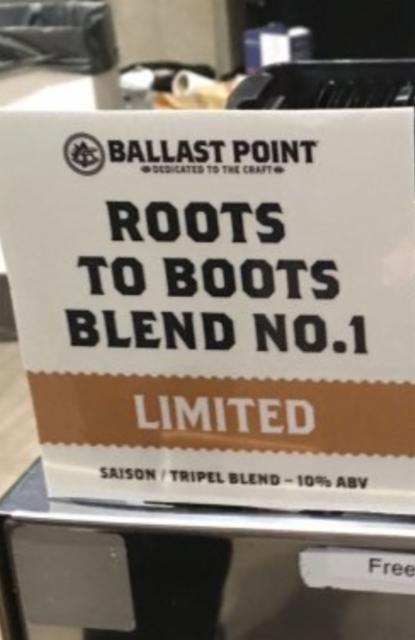 BALLAST POINT
DEDICATED TO THE CRAFT
ROOTS
TO BOOTS
BLEND NO.1
LIMITED
SAISON / TRIPEL BLEND – 10% ABV
Free